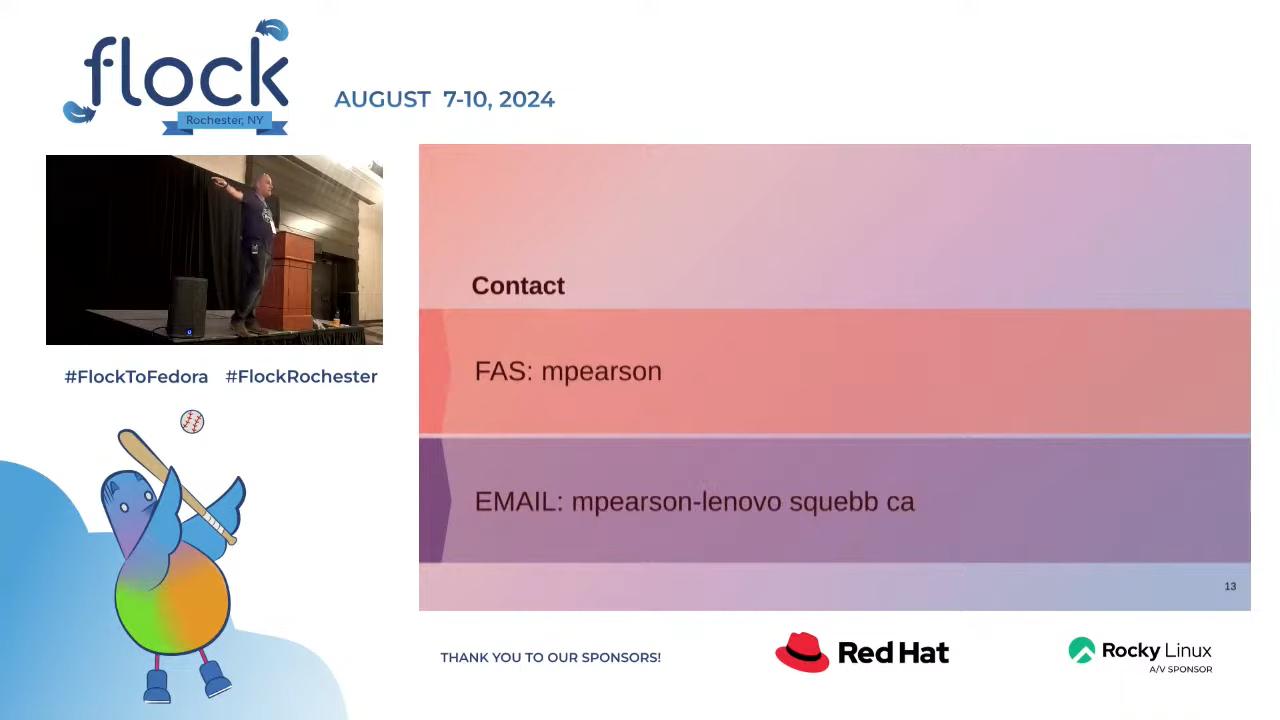 flock
Rochester, NY
AUGUST 7-10, 2024
#FlockToFedora #FlockRochester
Contact
FAS: mpearson
EMAIL: mpearson-lenovo squebb ca
13
THANK YOU TO OUR SPONSORS!
Red Hat
Rocky Linux
A/V SPONSOR